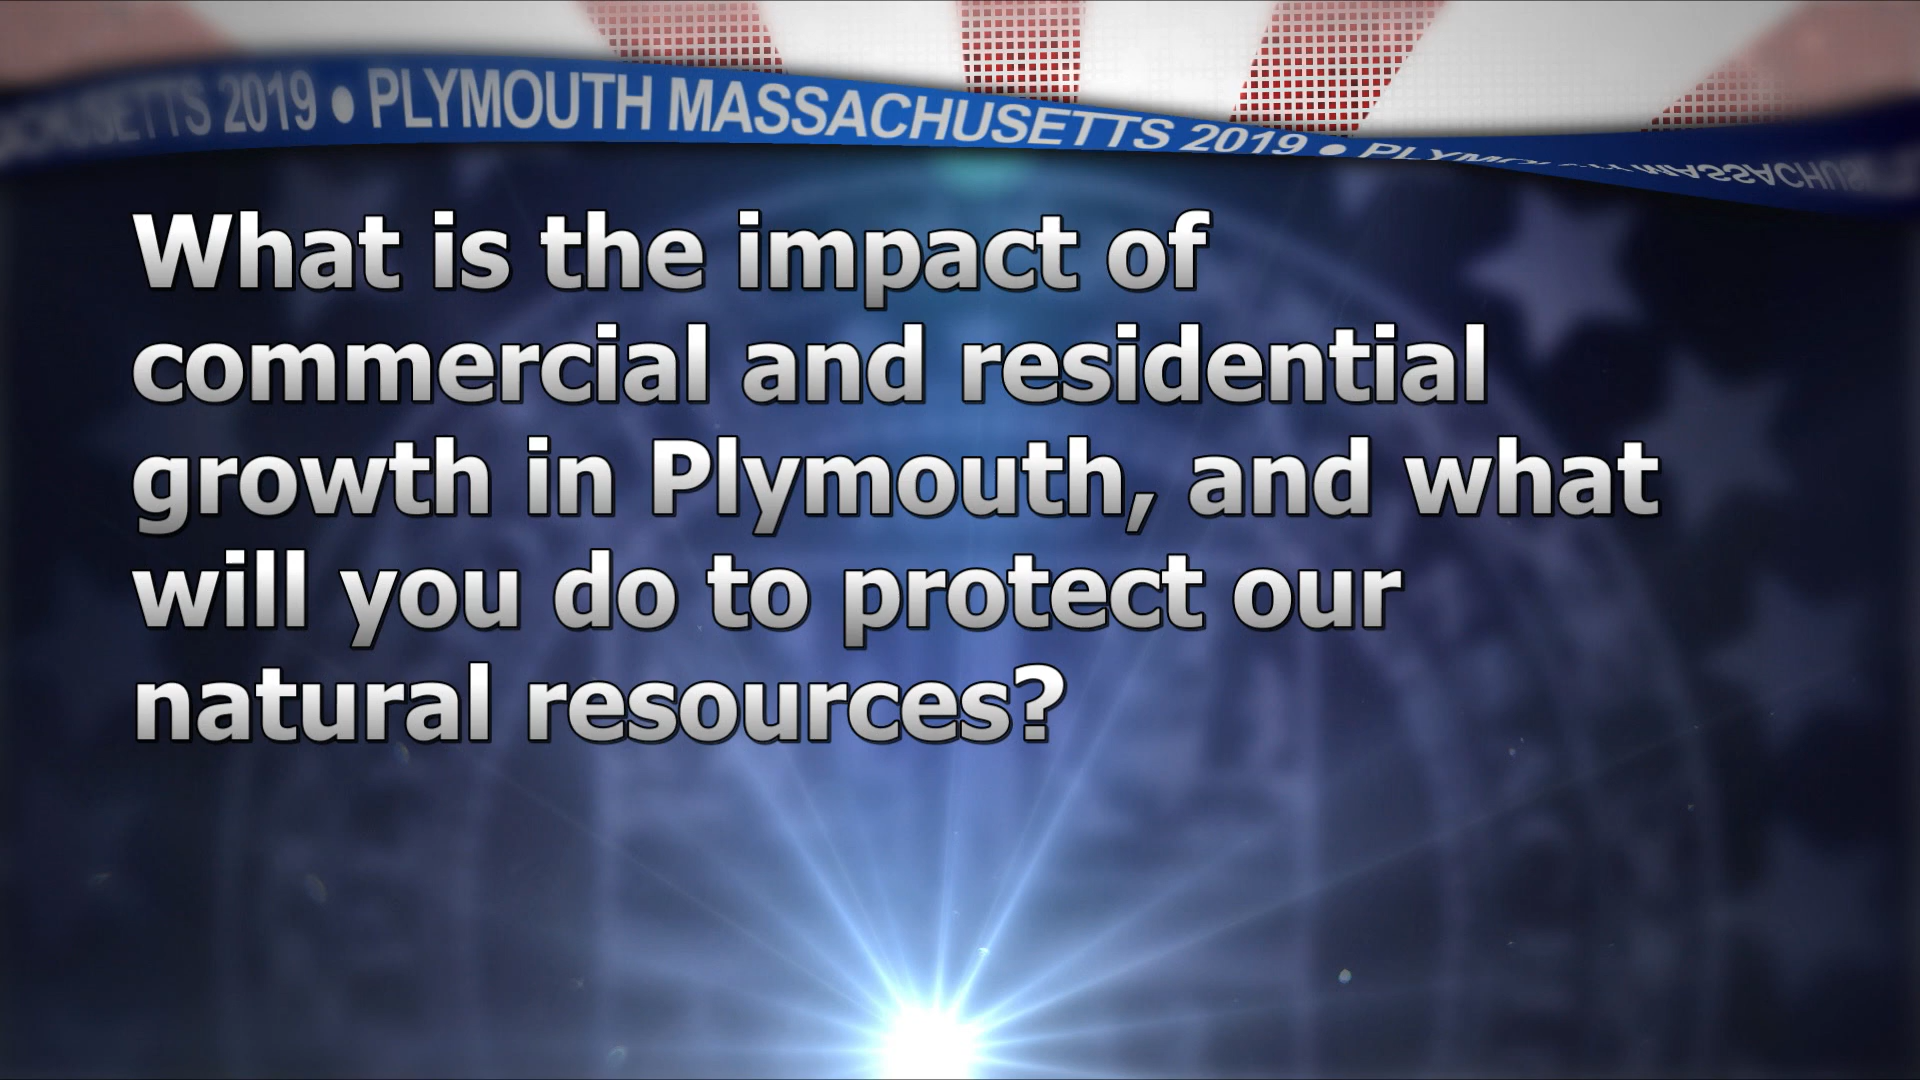 SETTS 2019 • PLYMOUTH MASSACHUSETTS 2019 •
What is the impact of
commercial and residential
growth in Plymouth, and what
will you do to protect our
natural resources?